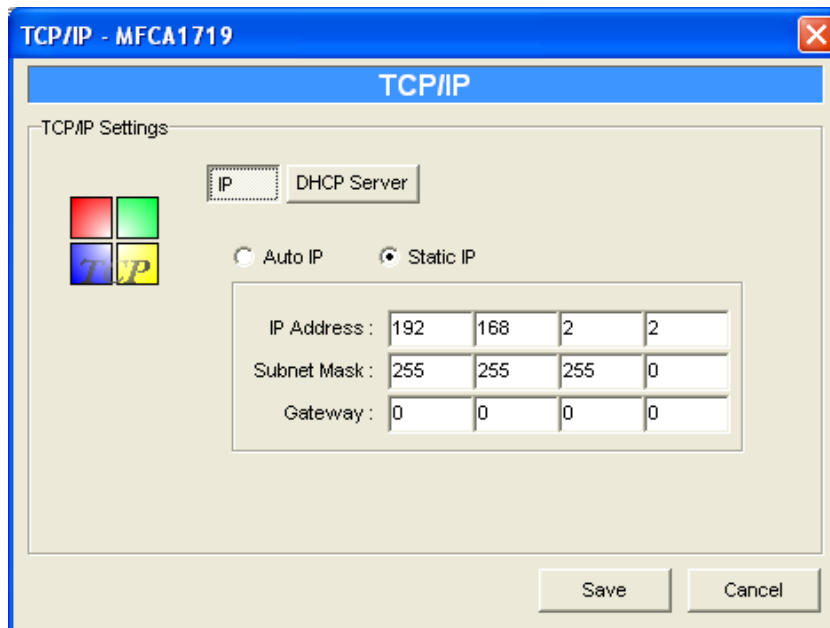 TCP/IP - MFCA1719
TCP/IP
TCP/IP Settings
IP DHCP Server
TCP
Auto IP Static IP
IP Address : 192 168 2 2
Subnet Mask : 255 255 255 0
Gateway : 0 0 0 0
Save Cancel